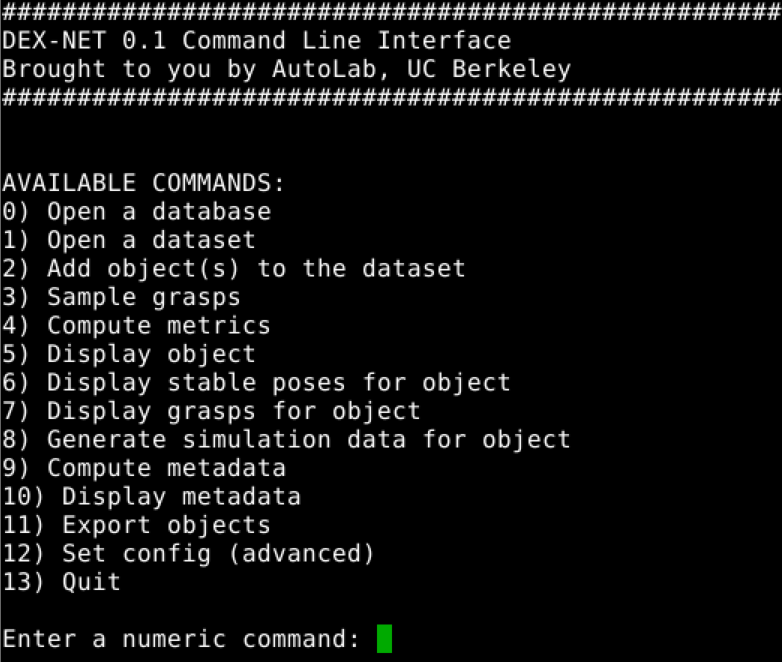 ####################################################
DEX-NET 0.1 Command Line Interface
Brought to you by AutoLab, UC Berkeley
####################################################
AVAILABLE COMMANDS:
0) Open a database
1) Open a dataset
2) Add object(s) to the dataset
3) Sample grasps
4) Compute metrics
5) Display object
6) Display stable poses for object
7) Display grasps for object
8) Generate simulation data for object
9) Compute metadata
10) Display metadata
11) Export objects
12) Set config (advanced)
13) Quit
Enter a numeric command: